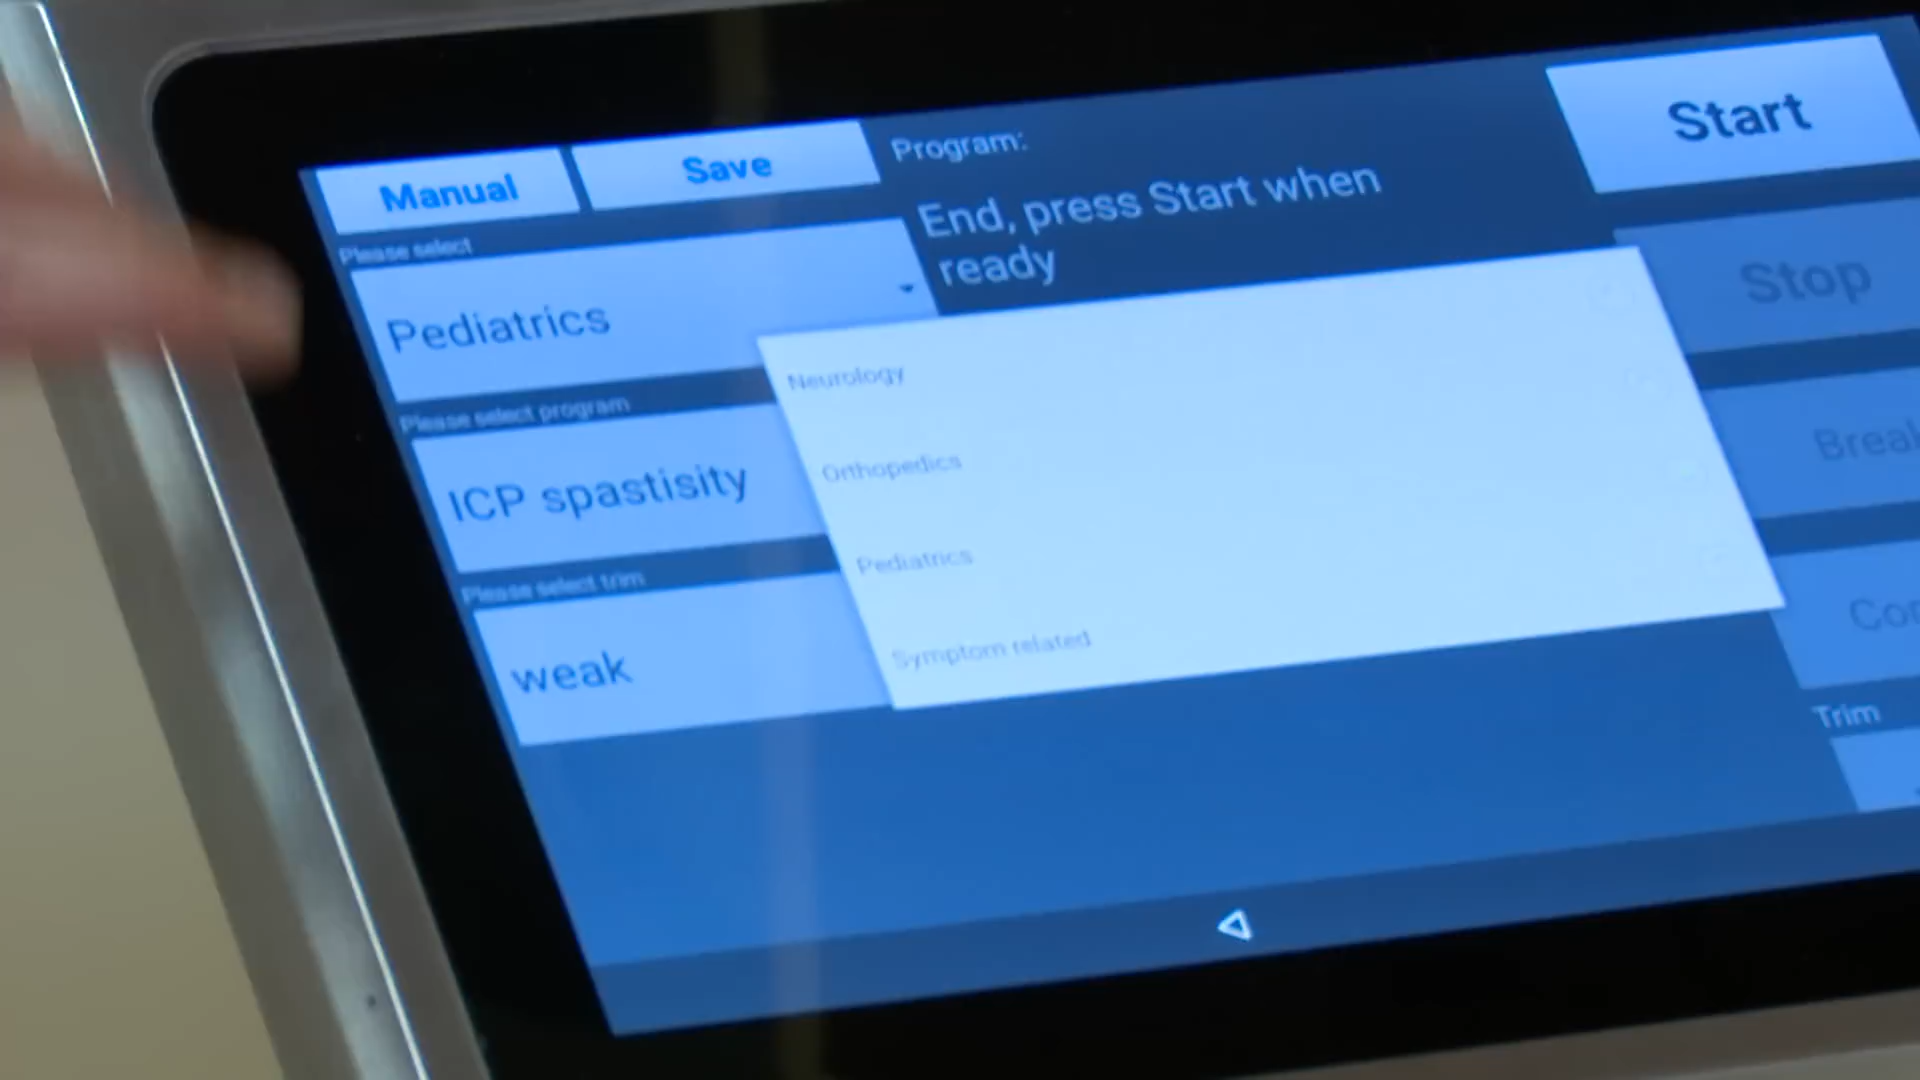 Manual
Save
Program:
Start
Please select
End, press Start when
ready
Pediatrics
Stop
Neurology
Please select program
Orthopedics
ICP spastisity
Pediatrics
Please select trim
weak
Symptom related
Trim